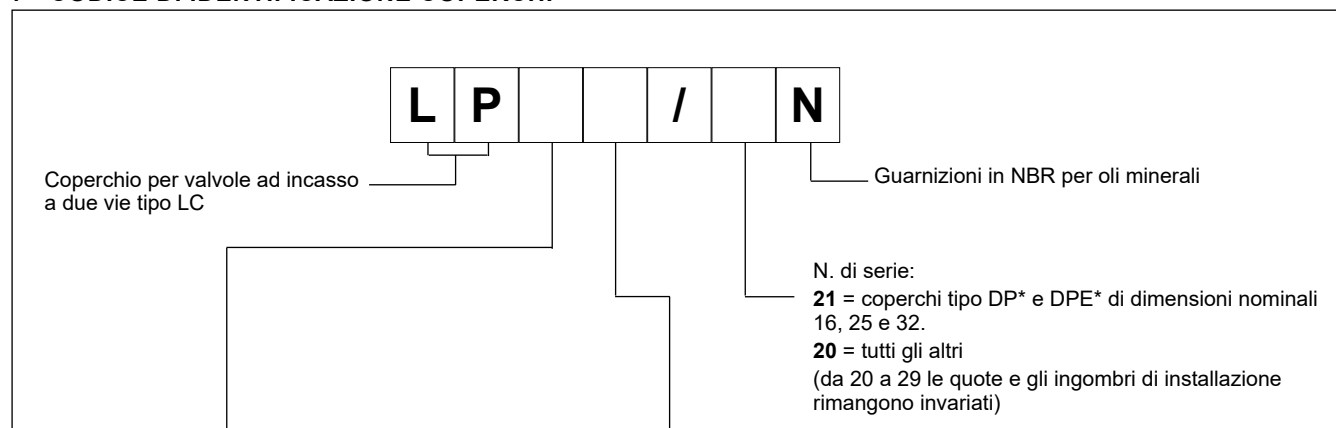 L P / N
Coperchio per valvole ad incasso
a due vie tipo LC
Guarnizioni in NBR per oli minerali
N. di serie:
21 = coperchi tipo DP* e DPE* di dimensioni nominali
16, 25 e 32.
20 = tutti gli altri
(da 20 a 29 le quote e gli ingombri di installazione
rimangono invariati)